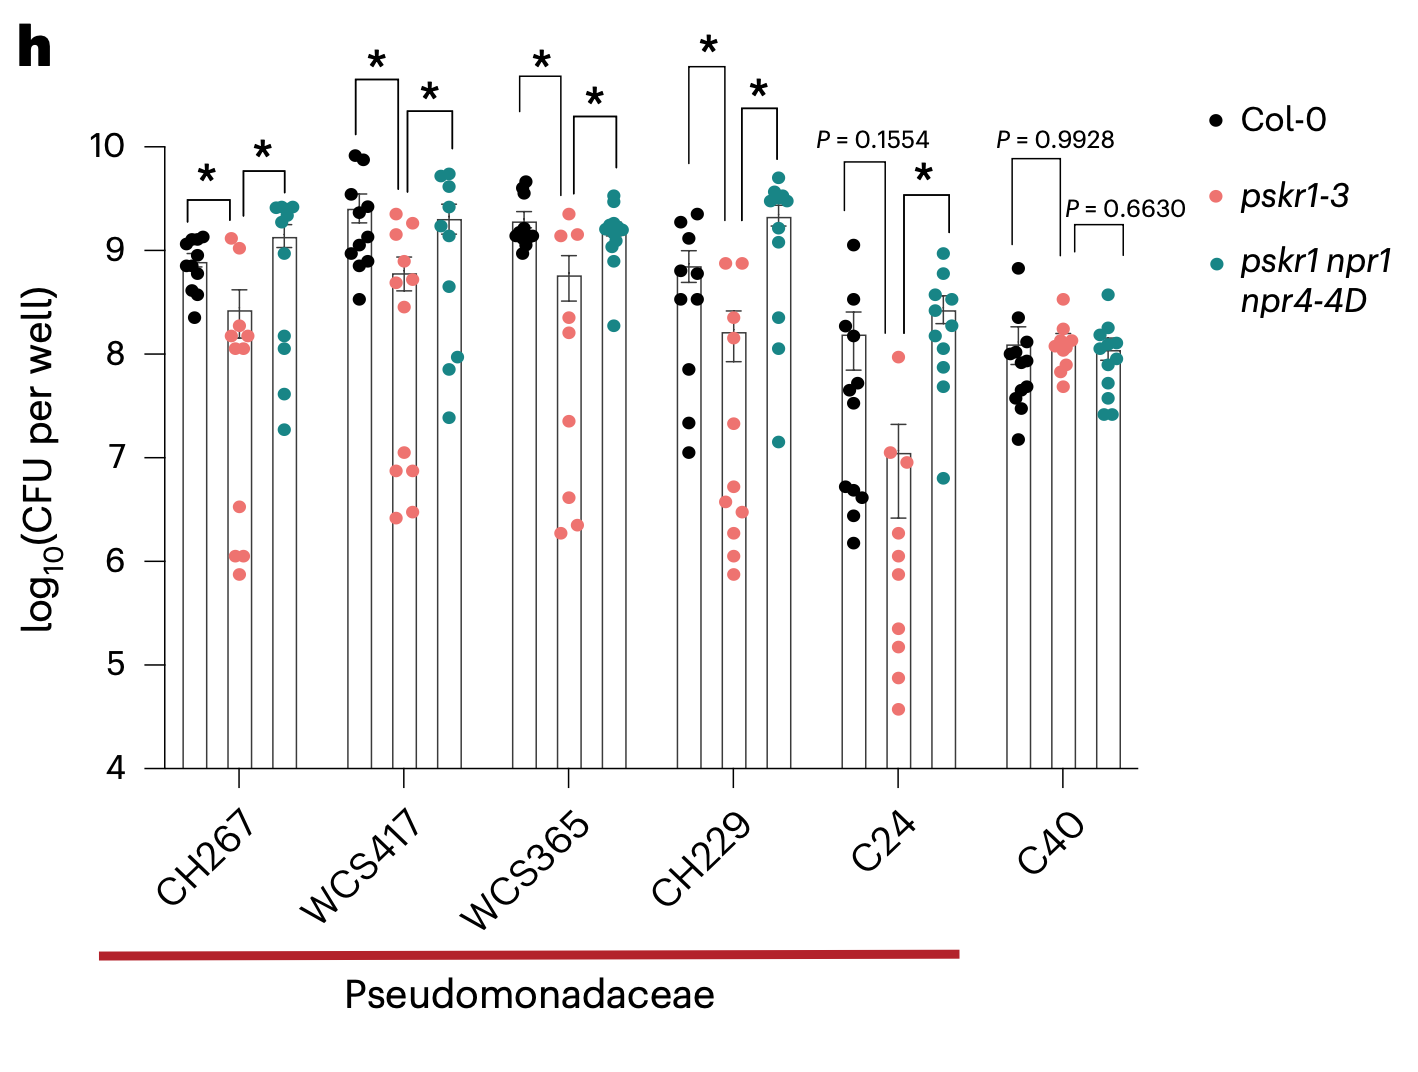 h
* * * * * * * * P = 0.1554 * P = 0.9928 P = 0.6630
Col-0
pskr1-3
pskr1 npr1
npr4-4D
log10(CFU per well)
10
9
8
7
6
5
4
CH267 WCS417 WCS365 CH229 C24 C40
Pseudomonadaceae